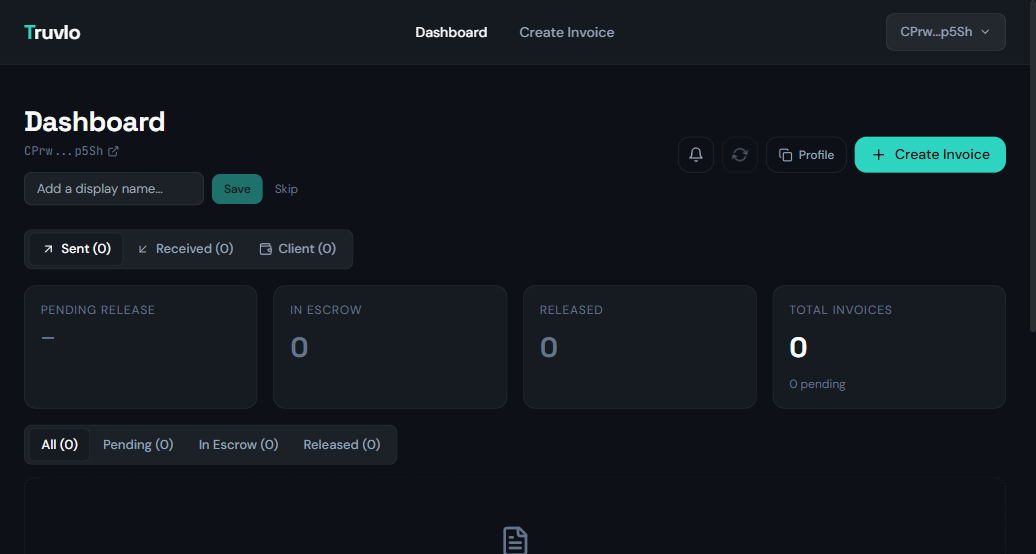 Truvlo
Dashboard Create Invoice
CPrw...p5Sh
Dashboard
CPrw...p5Sh
Profile
+ Create Invoice
Add a display name...
Save
Skip
Sent (0) Received (0) Client (0)
PENDING RELEASE
—
IN ESCROW
0
RELEASED
0
TOTAL INVOICES
0
0 pending
All (0) Pending (0) In Escrow (0) Released (0)